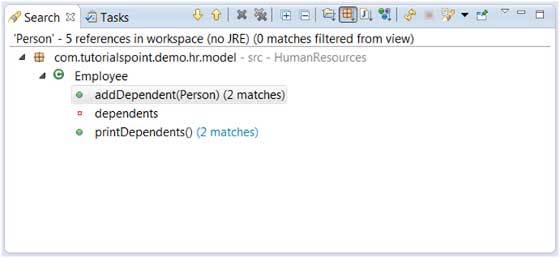 Search Tasks
'Person' - 5 references in workspace (no JRE) (0 matches filtered from view)
com.tutorialspoint.demo.hr.model - src - HumanResources
Employee
addDependent(Person) (2 matches)
dependents
printDependents() (2 matches)